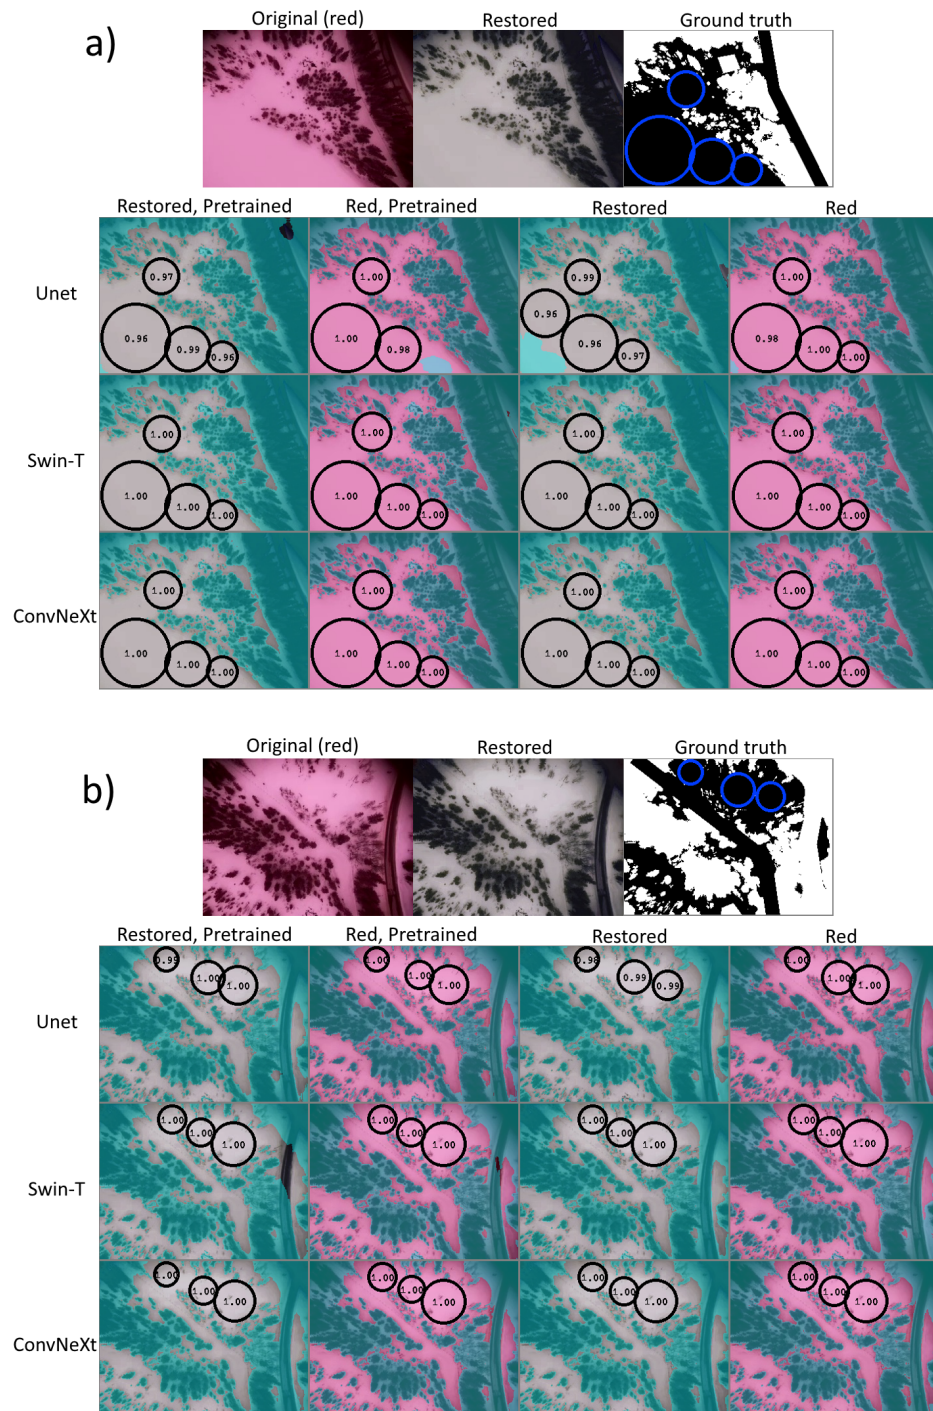 a)
Original (red) Restored Ground truth
Restored, Pretrained Red, Pretrained Restored Red
Unet
0.97 1.00 0.99 1.00
0.96 0.99 0.96 1.00 0.98 0.96 0.96 0.97 0.98 1.00 1.00
Swin-T
1.00 1.00 1.00 1.00
1.00 1.00 1.00 1.00 1.00 1.00 1.00 1.00 1.00 1.00 1.00 1.00
ConvNeXt
1.00 1.00 1.00 1.00
1.00 1.00 1.00 1.00 1.00 1.00 1.00 1.00 1.00 1.00 1.00 1.00
b)
Original (red) Restored Ground truth
Restored, Pretrained Red, Pretrained Restored Red
Unet
0.99 1.00 1.00 1.00 1.00 1.00 0.98 0.99 0.99 1.00 1.00 1.00
Swin-T
1.00 1.00 1.00 1.00 1.00 1.00 1.00 1.00 1.00 1.00 1.00 1.00
ConvNeXt
1.00 1.00 1.00 1.00 1.00 1.00 1.00 1.00 1.00 1.00 1.00 1.00